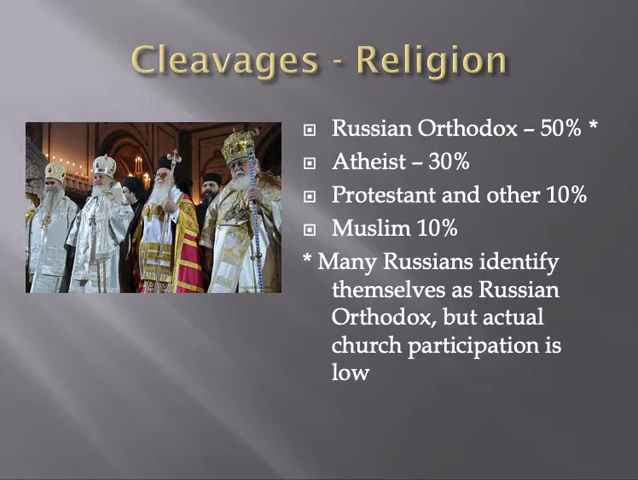 Cleavages - Religion
Russian Orthodox – 50% *
Atheist – 30%
Protestant and other 10%
Muslim 10%
* Many Russians identify
themselves as Russian
Orthodox, but actual
church participation is
low